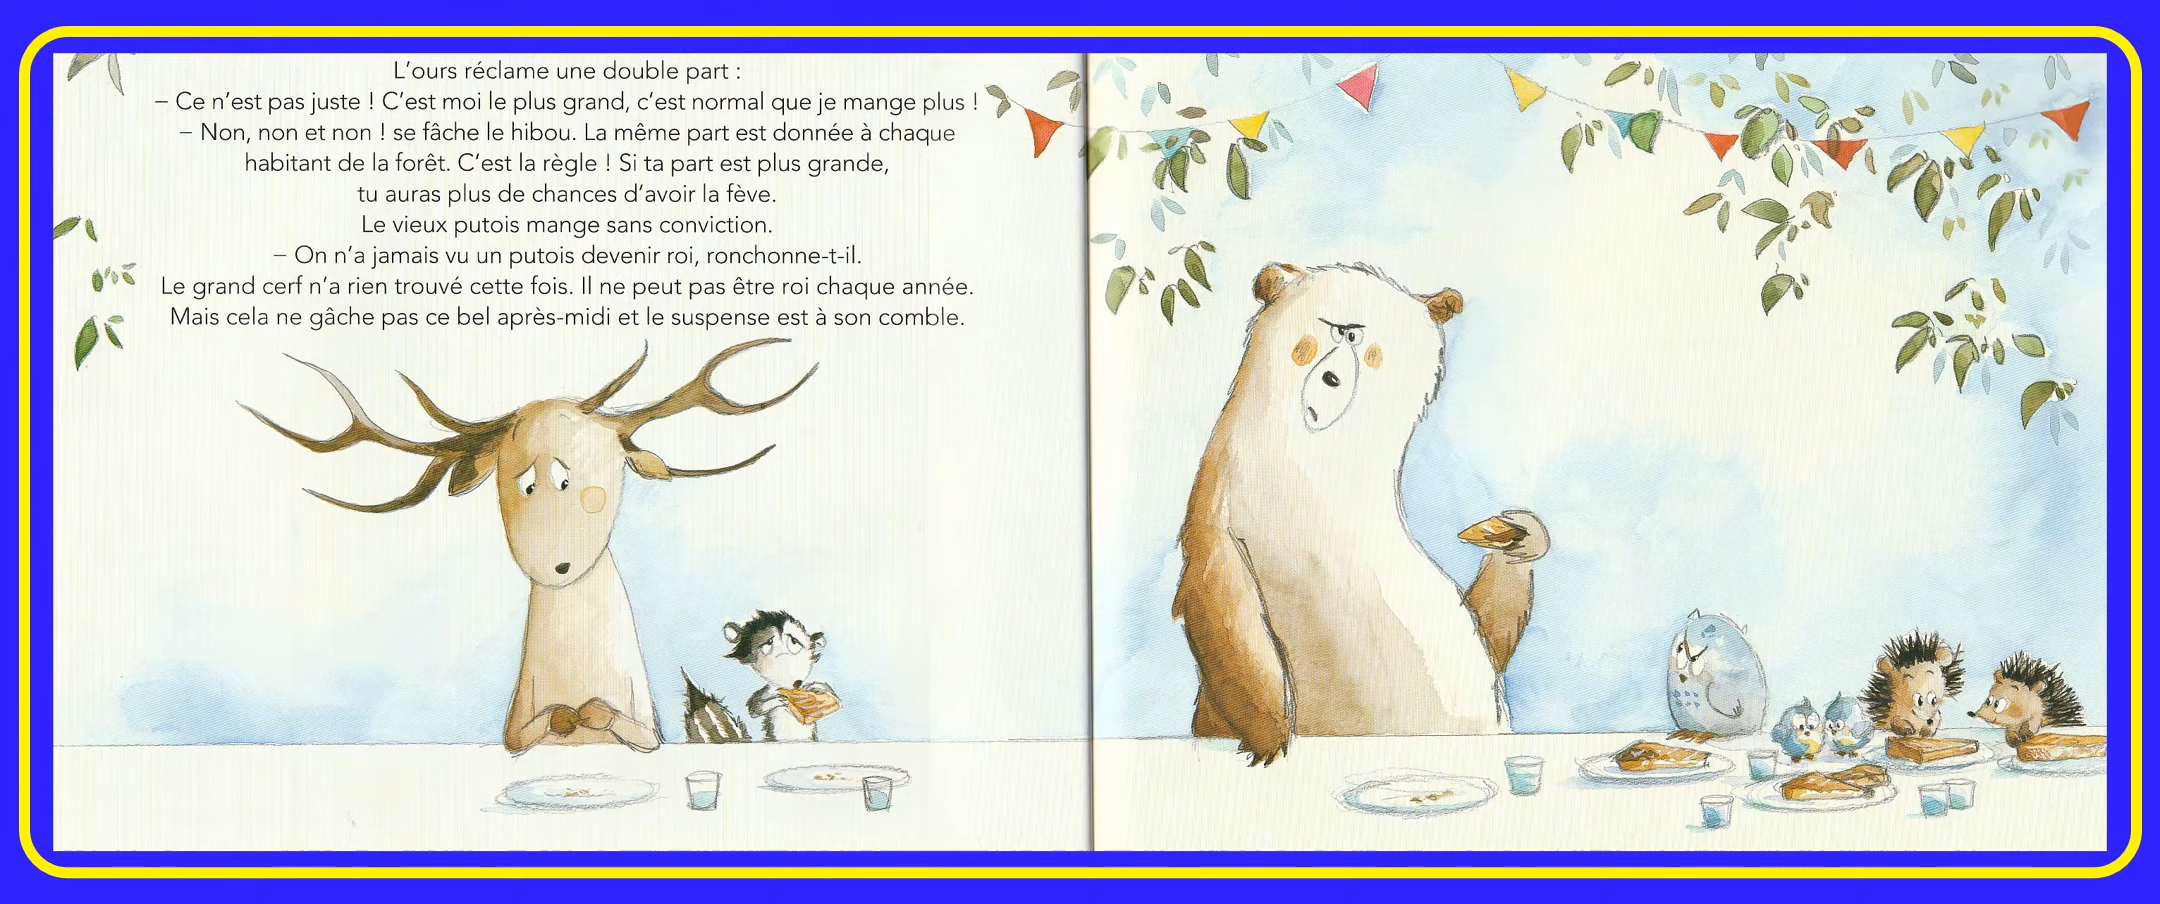 L'ours réclame une double part :
– Ce n'est pas juste ! C'est moi le plus grand, c'est normal que je mange plus !
– Non, non et non ! se fâche le hibou. La même part est donnée à chaque
habitant de la forêt. C'est la règle ! Si ta part est plus grande,
tu auras plus de chances d'avoir la fève.
Le vieux putois mange sans conviction.
– On n'a jamais vu un putois devenir roi, ronchonne-t-il.
Le grand cerf n'a rien trouvé cette fois. Il ne peut pas être roi chaque année.
Mais cela ne gâche pas ce bel après-midi et le suspense est à son comble.